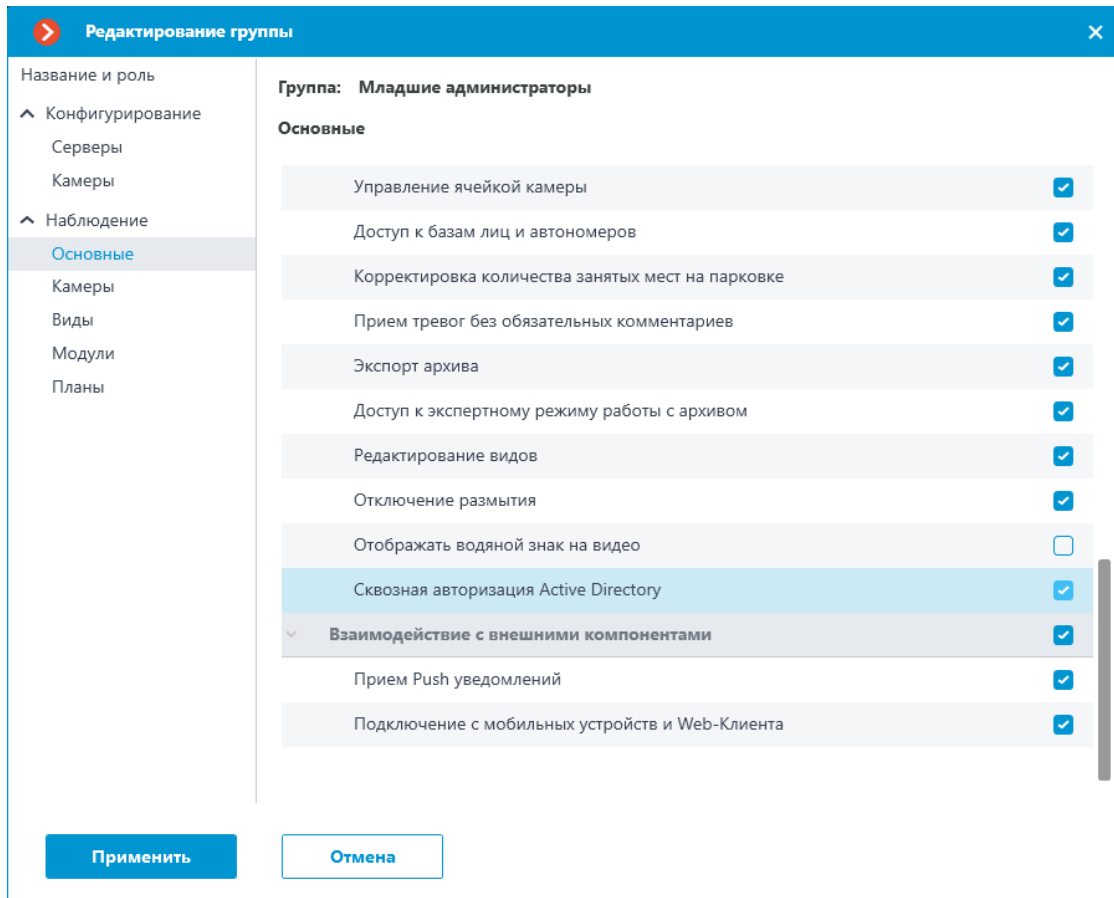 Редактирование группы
Название и роль
Конфигурирование
Серверы
Камеры
Наблюдение
Основные
Камеры
Виды
Модули
Планы
Группа: Младшие администраторы
Основные
Управление ячейкой камеры
Доступ к базам лиц и автономеров
Корректировка количества занятых мест на парковке
Прием тревог без обязательных комментариев
Экспорт архива
Доступ к экспертному режиму работы с архивом
Редактирование видов
Отключение размытия
Отображать водяной знак на видео
Сквозная авторизация Active Directory
Взаимодействие с внешними компонентами
Прием Push уведомлений
Подключение с мобильных устройств и Web-Клиента
Применить
Отмена